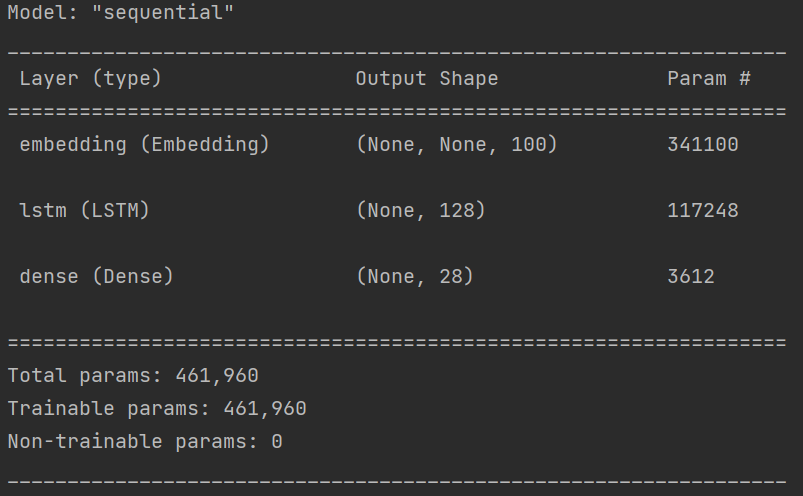 Model: "sequential"
_________________________________________________________________
Layer (type) Output Shape Param #
=================================================================
embedding (Embedding) (None, None, 100) 341100
lstm (LSTM) (None, 128) 117248
dense (Dense) (None, 28) 3612
=================================================================
Total params: 461,960
Trainable params: 461,960
Non-trainable params: 0
_________________________________________________________________